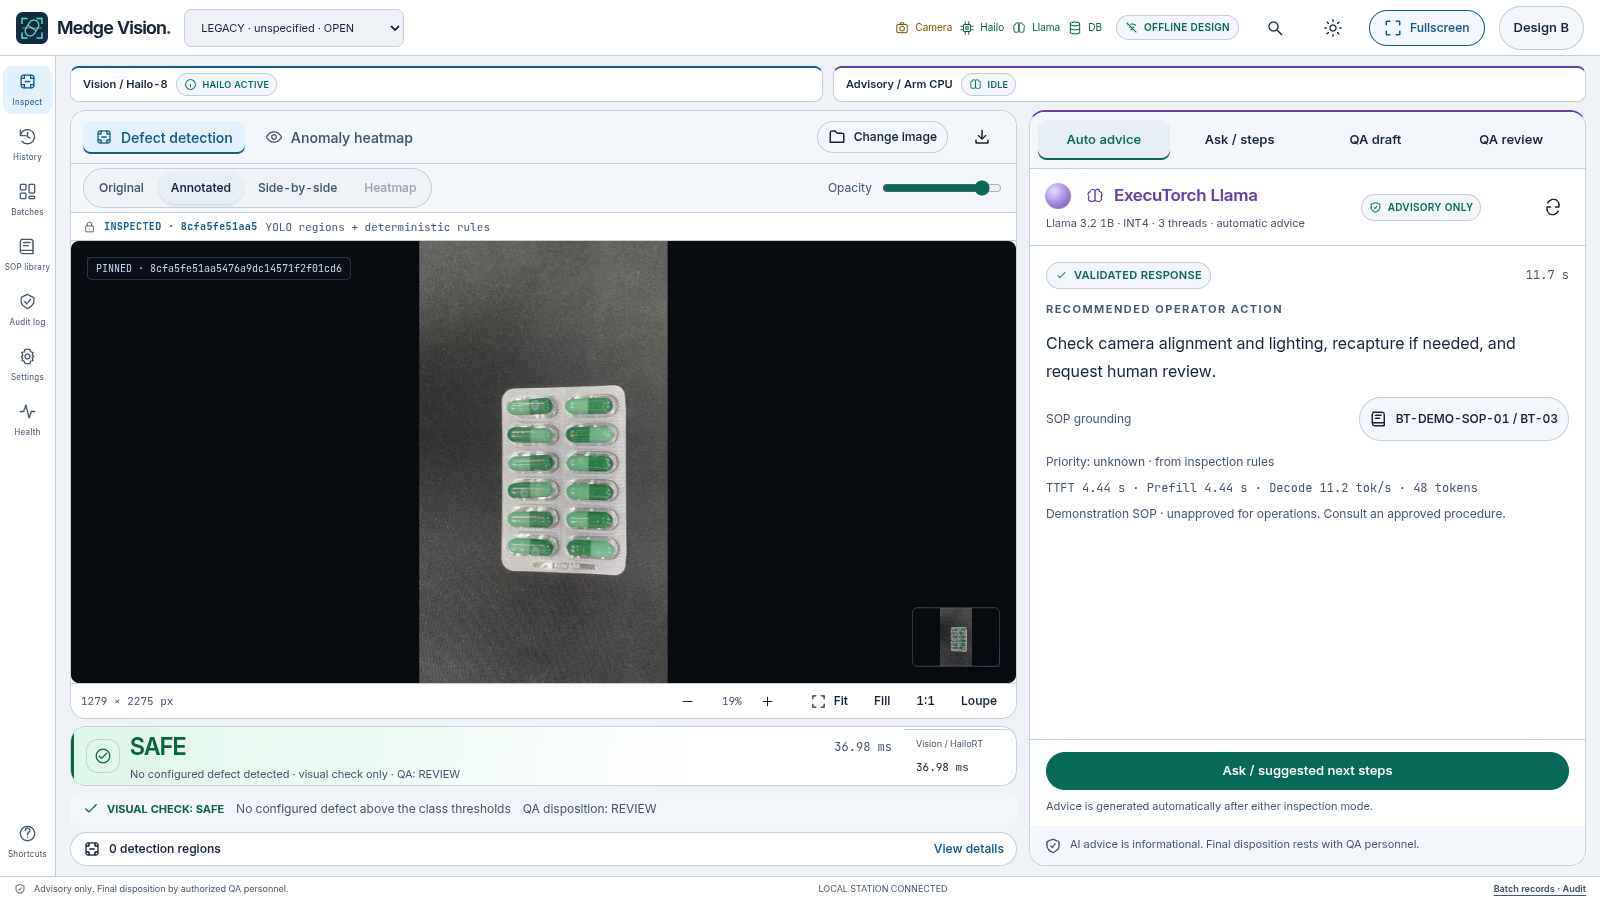 Medge Vision.
LEGACY · unspecified · OPEN
Camera
Hailo
Llama
DB
OFFLINE DESIGN
Fullscreen
Design B
Inspect
History
Batches
SOP library
Audit log
Settings
Health
Shortcuts
Vision / Hailo-8
HAILO ACTIVE
Advisory / Arm CPU
IDLE
Defect detection
Anomaly heatmap
Change image
Original
Annotated
Side-by-side
Heatmap
Opacity
INSPECTED · 8cfa5fe51aa5 YOLO regions + deterministic rules
PINNED · 8cfa5fe51aa5476a9dc14571f2f01cd6
1279 × 2275 px
19%
Fit
Fill
1:1
Loupe
SAFE
No configured defect detected · visual check only · QA: REVIEW
36.98 ms
Vision / HailoRT
36.98 ms
VISUAL CHECK: SAFE No configured defect above the class thresholds QA disposition: REVIEW
0 detection regions
View details
Auto advice
Ask / steps
QA draft
QA review
ExecuTorch Llama
Llama 3.2 1B · INT4 · 3 threads · automatic advice
ADVISORY ONLY
VALIDATED RESPONSE
11.7 s
RECOMMENDED OPERATOR ACTION
Check camera alignment and lighting, recapture if needed, and
request human review.
SOP grounding
BT-DEMO-SOP-01 / BT-03
Priority: unknown · from inspection rules
TTFT 4.44 s · Prefill 4.44 s · Decode 11.2 tok/s · 48 tokens
Demonstration SOP · unapproved for operations. Consult an approved procedure.
Ask / suggested next steps
Advice is generated automatically after either inspection mode.
AI advice is informational. Final disposition rests with QA personnel.
Advisory only. Final disposition by authorized QA personnel.
LOCAL STATION CONNECTED
Batch records · Audit